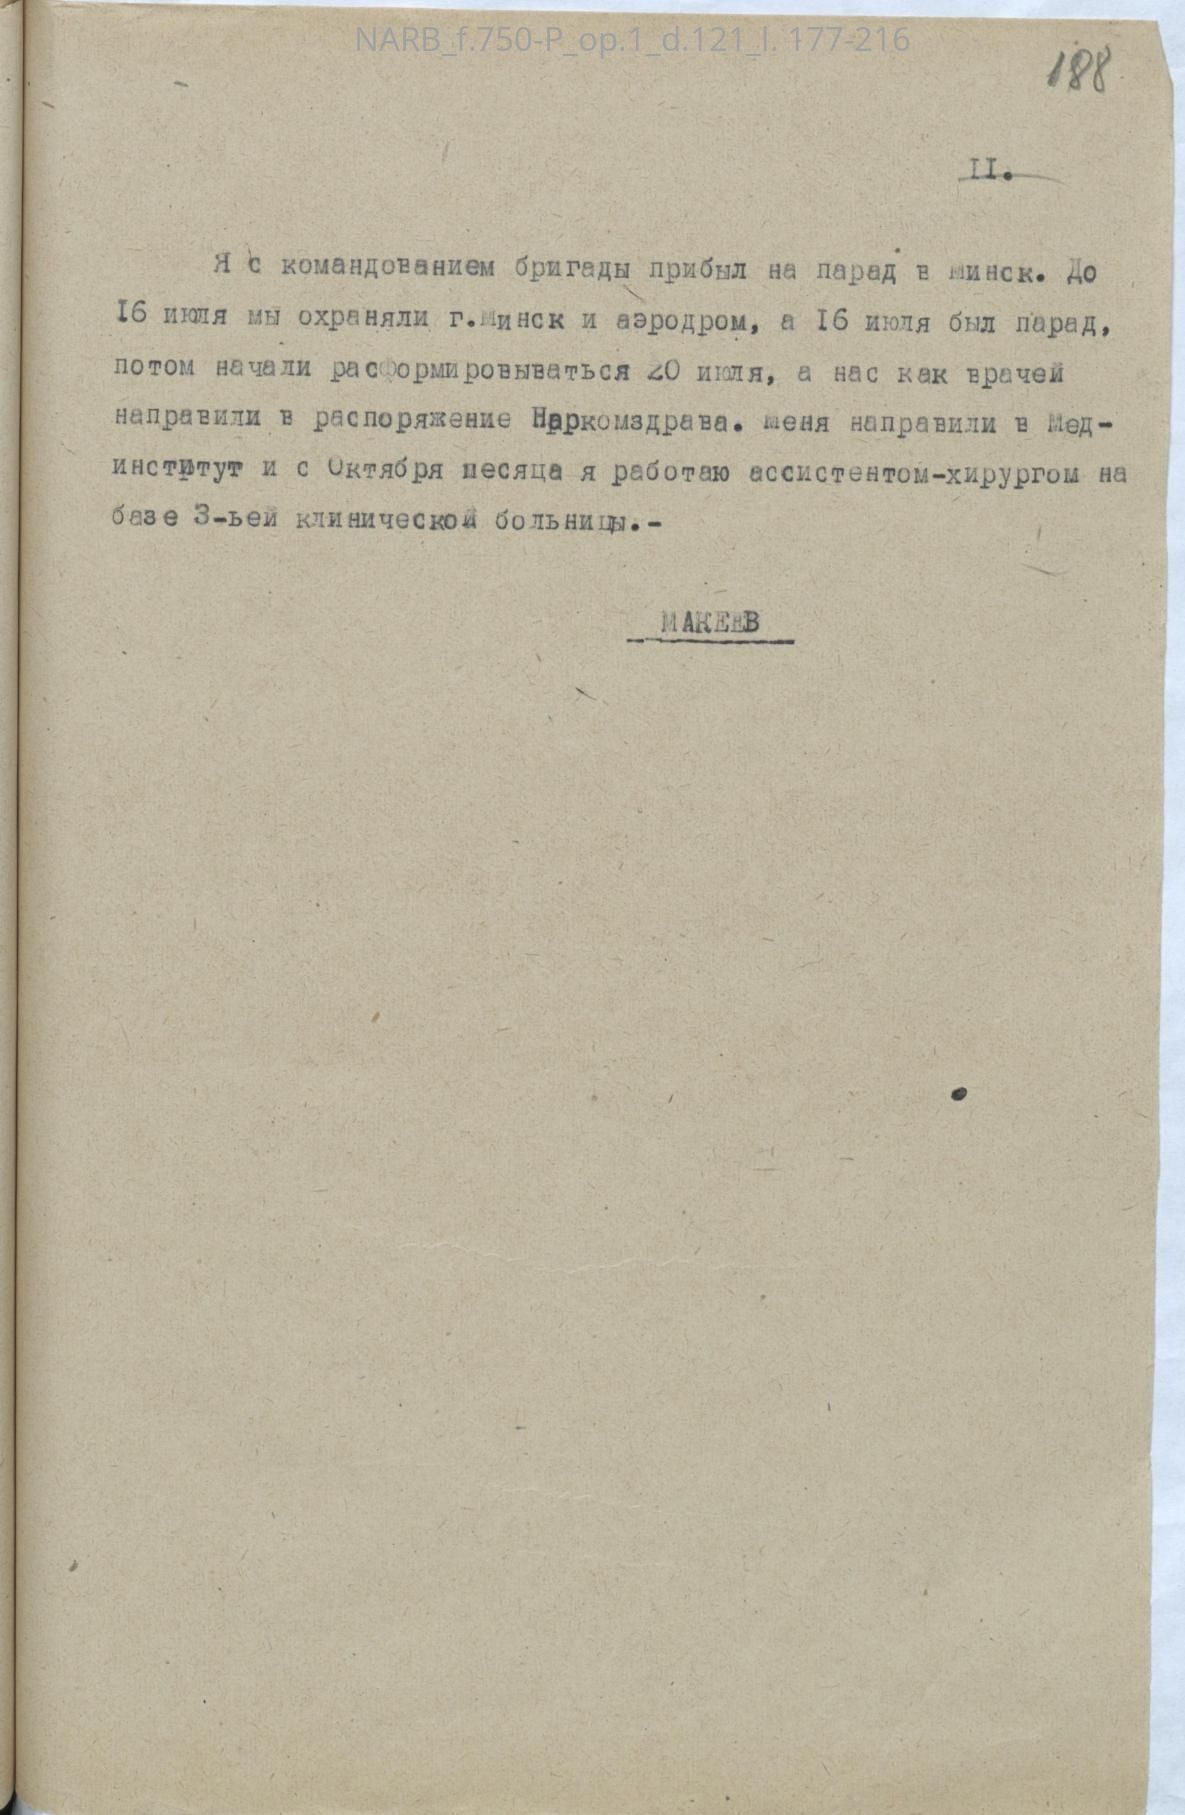 NARB_f.750-P_op.1_d.121_l. 177-216
188
II.
Я с командованием бригады прибыл на парад в Минск. До
16 июля мы охраняли г.Минск и аэродром, а 16 июля был парад,
потом начали расформировываться 20 июля, а нас как врачей
направили в распоряжение Наркомздрава. Меня направили в Мед-
институт и с Октября месяца я работаю ассистентом-хирургом на
базе 3-ьей клинической больницы.-
МАКЕЕВ